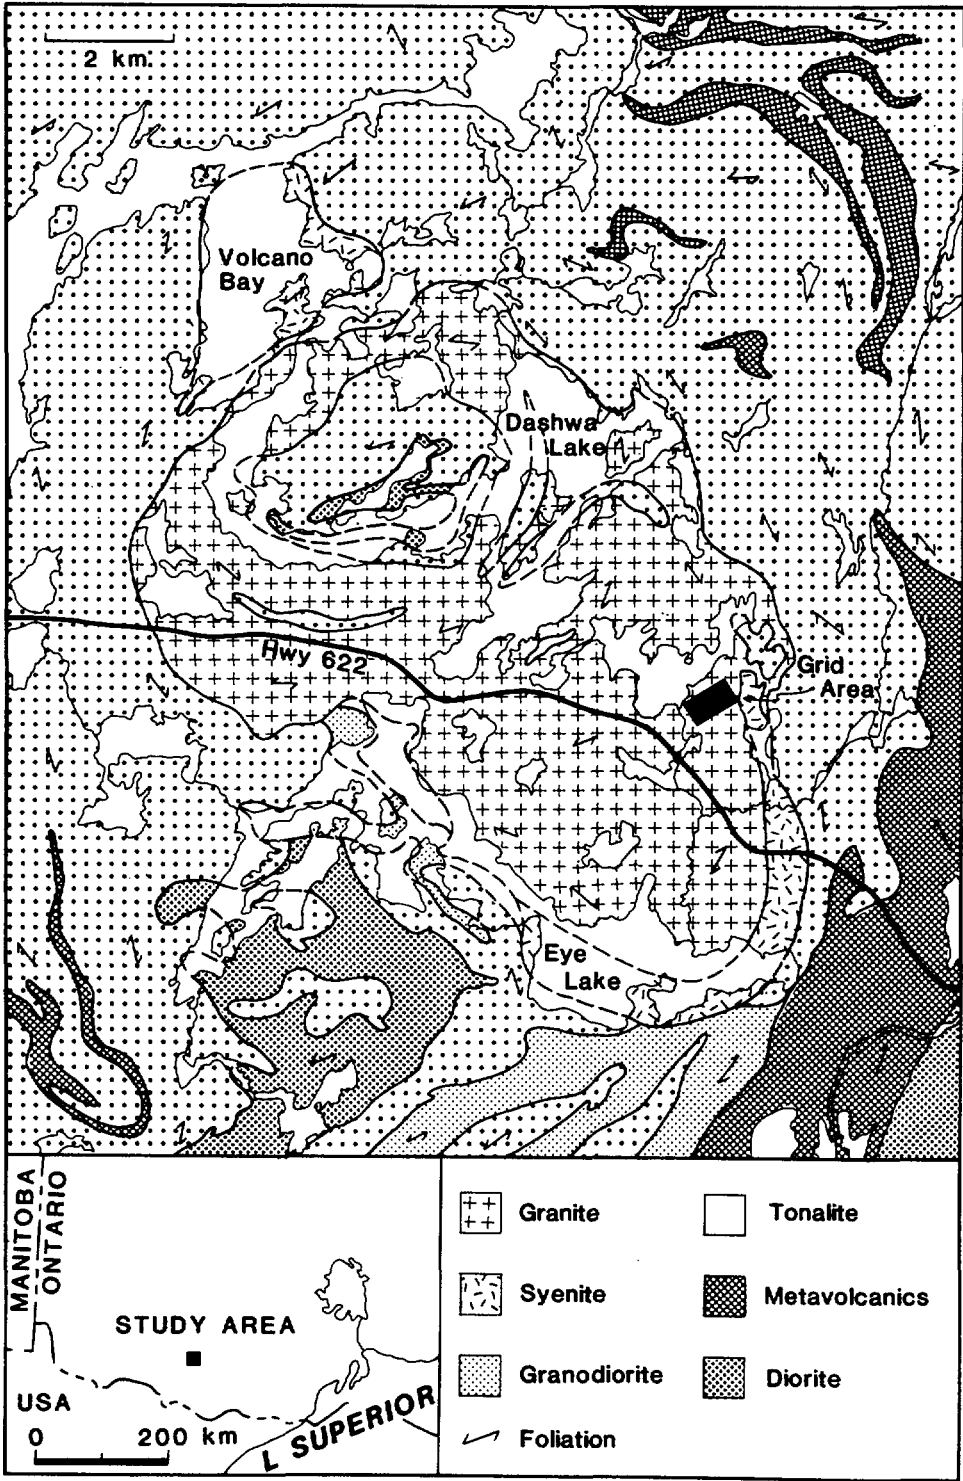 2 km.
Volcano
Bay
Dashwa
Lake
Hwy 622
Grid
Area
Eye
Lake
MANITOBA
ONTARIO
STUDY AREA
USA
0 200 km
L SUPERIOR
Granite
Tonalite
Syenite
Metavolcanics
Granodiorite
Diorite
Foliation